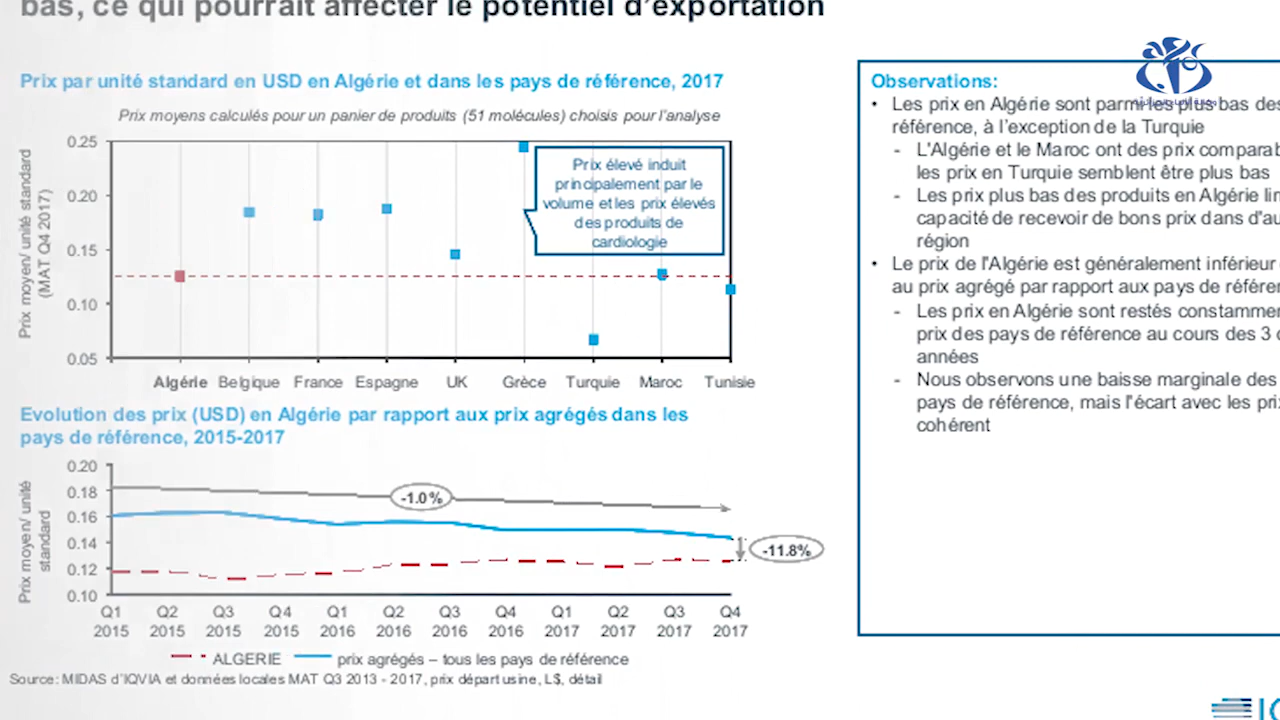 bas, ce qui pourrait affecter le potentiel d'exportation
Prix par unité standard en USD en Algérie et dans les pays de référence, 2017
Prix moyens calculés pour un panier de produits (51 molécules) choisis pour l'analyse
Prix moyen/ unité standard
(MAT Q4 2017)
0.25
0.20
0.15
0.10
0.05
Prix élevé induit
principalement par le
volume et les prix élevés
des produits de
cardiologie
Algérie Belgique France Espagne UK Grèce Turquie Maroc Tunisie
Evolution des prix (USD) en Algérie par rapport aux prix agrégés dans les
pays de référence, 2015-2017
Prix moyen/ unité
standard
0.20
0.18
0.16
0.14
0.12
0.10
-1.0%
-11.8%
Q1 Q2 Q3 Q4 Q1 Q2 Q3 Q4 Q1 Q2 Q3 Q4
2015 2015 2015 2015 2016 2016 2016 2016 2017 2017 2017 2017
ALGERIE prix agrégés – tous les pays de référence
Source: MIDAS d'IQVIA et données locales MAT Q3 2013 - 2017, prix départ usine, L$, détail
Observations:
• Les prix en Algérie sont parmi les plus bas des
référence, à l'exception de la Turquie
- L'Algérie et le Maroc ont des prix
les prix en Turquie semblent être plus bas
- Les prix plus bas des produits en Algérie
capacité de recevoir de bons prix dans
région
• Le prix de l'Algérie est généralement inférieur
au prix agrégé par rapport aux pays de
- Les prix en Algérie sont restés
prix des pays de référence au cours des 3
années
- Nous observons une baisse marginale des
pays de référence, mais l'écart avec les
cohérent